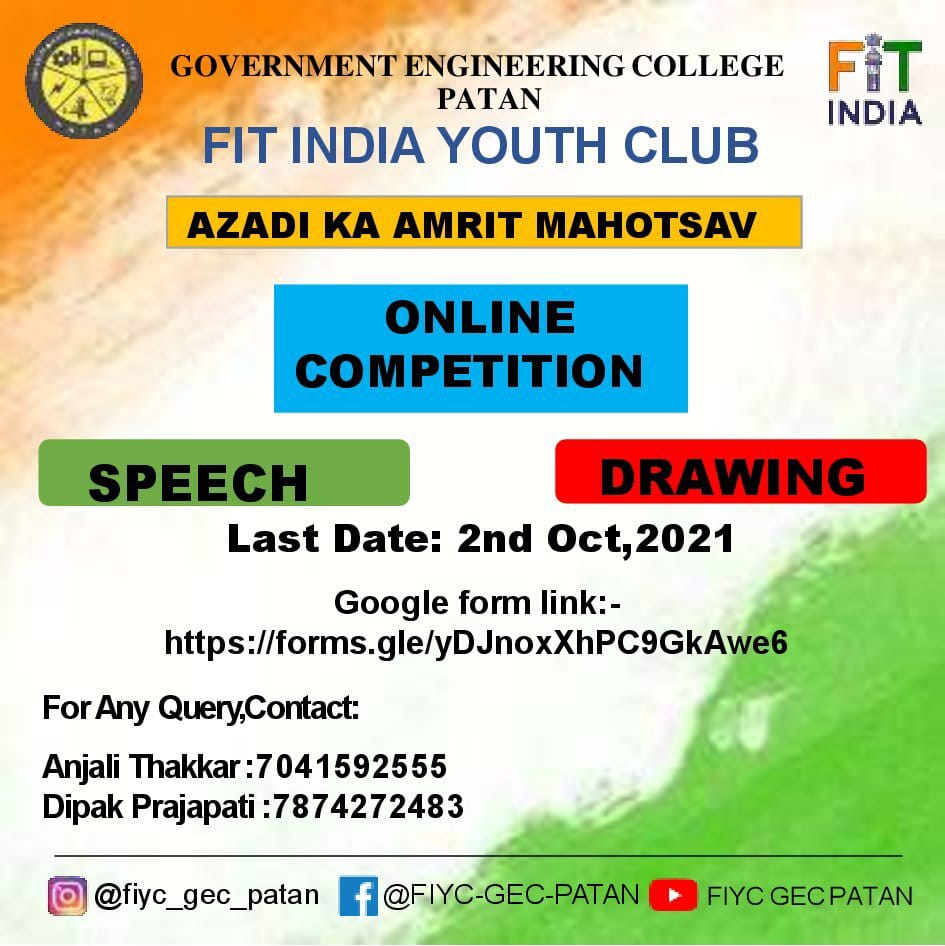 GOVERNMENT ENGINEERING COLLEGE
PATAN
FIT INDIA YOUTH CLUB
FIT
INDIA
AZADI KA AMRIT MAHOTSAV
ONLINE
COMPETITION
SPEECH
DRAWING
Last Date: 2nd Oct,2021
Google form link:-
https://forms.gle/yDJnoxXhPC9GkAwe6
For Any Query,Contact:
Anjali Thakkar:7041592555
Dipak Prajapati:7874272483
@fiyc_gec_patan
@FIYC-GEC-PATAN
FIYC GEC PATAN